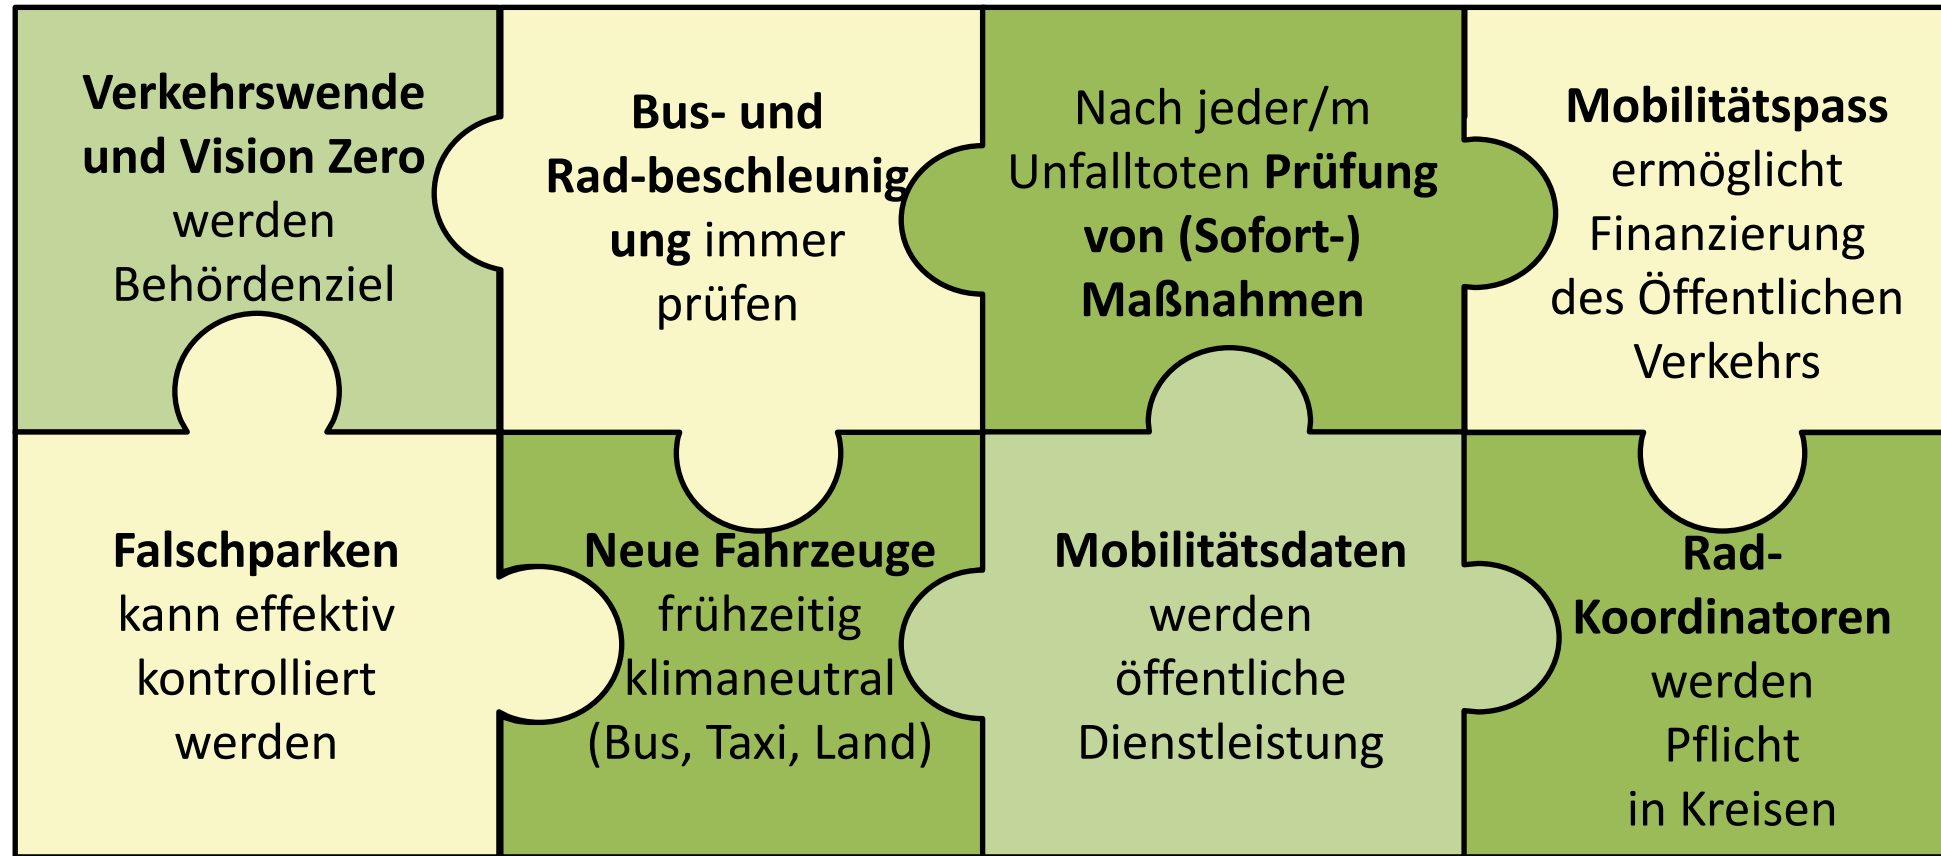 Verkehrswende
und Vision Zero
werden
Behördenziel
Bus- und
Rad-beschleunig
ung immer
prüfen
Nach jeder/m
Unfalltoten Prüfung
von (Sofort-)
Maßnahmen
Mobilitätspass
ermöglicht
Finanzierung
des Öffentlichen
Verkehrs
Falschparken
kann effektiv
kontrolliert
werden
Neue Fahrzeuge
frühzeitig
klimaneutral
(Bus, Taxi, Land)
Mobilitätsdaten
werden
öffentliche
Dienstleistung
Rad-
Koordinatoren
werden
Pflicht
in Kreisen